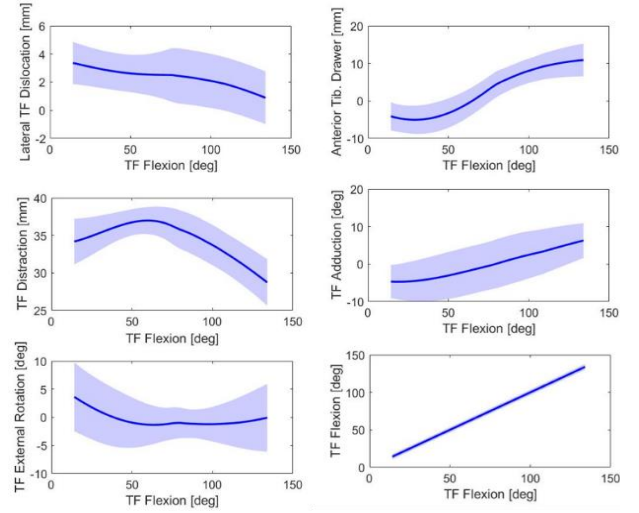 Lateral TF Dislocation [mm]
6
4
2
0
-2
0 50 100 150
TF Flexion [deg]
Anterior Tib. Drawer [mm]
20
10
0
-10
0 50 100 150
TF Flexion [deg]
TF Distraction [mm]
40
35
30
25
0 50 100 150
TF Flexion [deg]
TF Adduction [deg]
20
10
0
-10
0 50 100 150
TF Flexion [deg]
TF External Rotation [deg]
10
5
0
-5
-10
0 50 100 150
TF Flexion [deg]
TF Flexion [deg]
150
100
50
0
0 50 100 150
TF Flexion [deg]